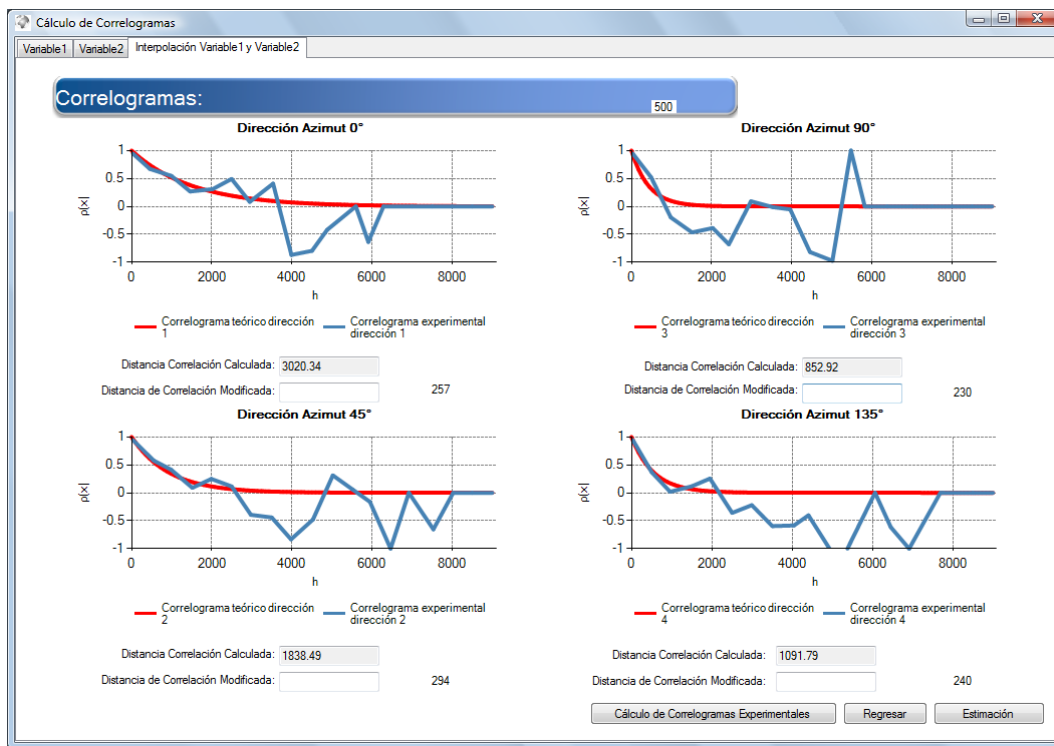 Cálculo de Correlogramas
Variable1 Variable2 Interpolación Variable1 y Variable2
Correlogramas:
500
Dirección Azimut 0°
1
0.5
0
-0.5
-1
ρ[×]
0 2000 4000 6000 8000
h
Correlograma teórico dirección 
1
Correlograma experimental
dirección 1
Distancia Correlación Calculada: 3020.34
Distancia de Correlación Modificada: 257
Dirección Azimut 90°
1
0.5
0
-0.5
-1
ρ[×]
0 2000 4000 6000 8000
h
Correlograma teórico dirección
3
Correlograma experimental
dirección 3
Distancia Correlación Calculada: 852.92
Distancia de Correlación Modificada: 230
Dirección Azimut 45°
1
0.5
0
-0.5
-1
ρ[×]
0 2000 4000 6000 8000
h
Correlograma teórico dirección
2
Correlograma experimental
dirección 2
Distancia Correlación Calculada: 1838.49
Distancia de Correlación Modificada: 294
Dirección Azimut 135°
1
0.5
0
-0.5
-1
ρ[×]
0 2000 4000 6000 8000
h
Correlograma teórico dirección
4
Correlograma experimental
dirección 4
Distancia Correlación Calculada: 1091.79
Distancia de Correlación Modificada: 240
Cálculo de Correlogramas Experimentales Regresar Estimación